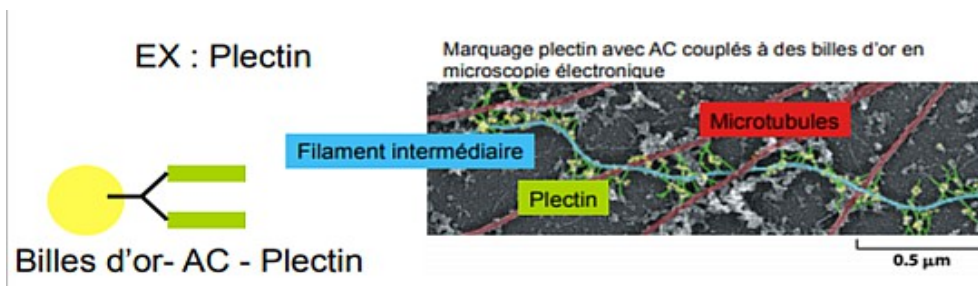 EX : Plectin
Marquage plectin avec AC couplés à des billes d'or en
microscopie électronique
Microtubules
Filament intermédiaire
Plectin
Billes d'or- AC - Plectin
0.5 μm